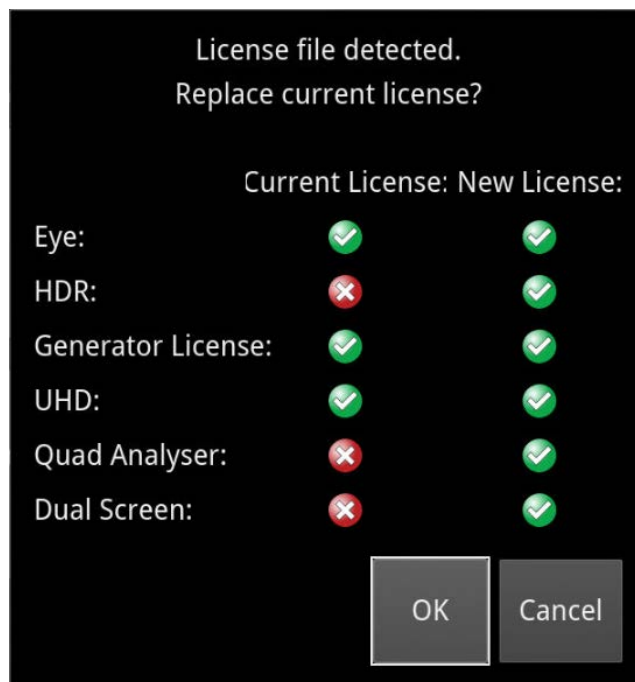 License file detected.
Replace current license?
Current License: New License:
Eye:
HDR:
Generator License:
UHD:
Quad Analyser:
Dual Screen:
OK Cancel